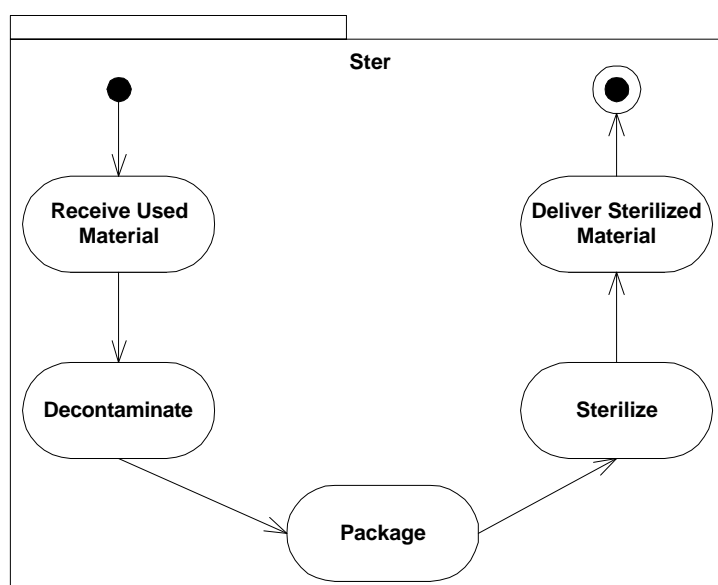 Ster
Receive Used
Material
Decontaminate
Package
Sterilize
Deliver Sterilized
Material